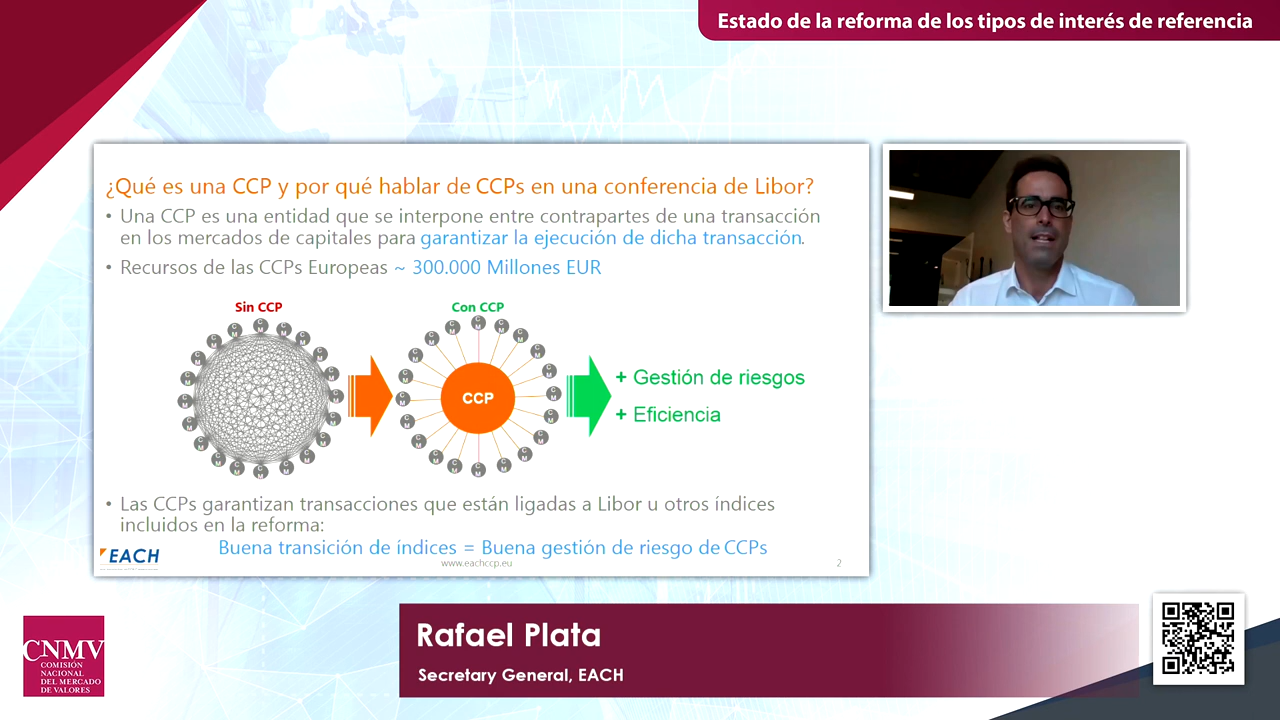 Estado de la reforma de los tipos de interés de referencia
¿Qué es una CCP y por qué hablar de CCPs en una conferencia de Libor?
• Una CCP es una entidad que se interpone entre contrapartes de una transacción
en los mercados de capitales para garantizar la ejecución de dicha transacción.
• Recursos de las CCPs Europeas ~ 300.000 Millones EUR
Sin CCP
Con CCP
CCP
+ Gestión de riesgos
+ Eficiencia
• Las CCPs garantizan transacciones que están ligadas a Libor u otros índices
incluidos en la reforma:
Buena transición de índices = Buena gestión de riesgo de CCPs
EACH
www.eachccp.eu
2
Rafael Plata
Secretary General, EACH
CNMV
COMISIÓN
NACIONAL
DEL MERCADO
DE VALORES